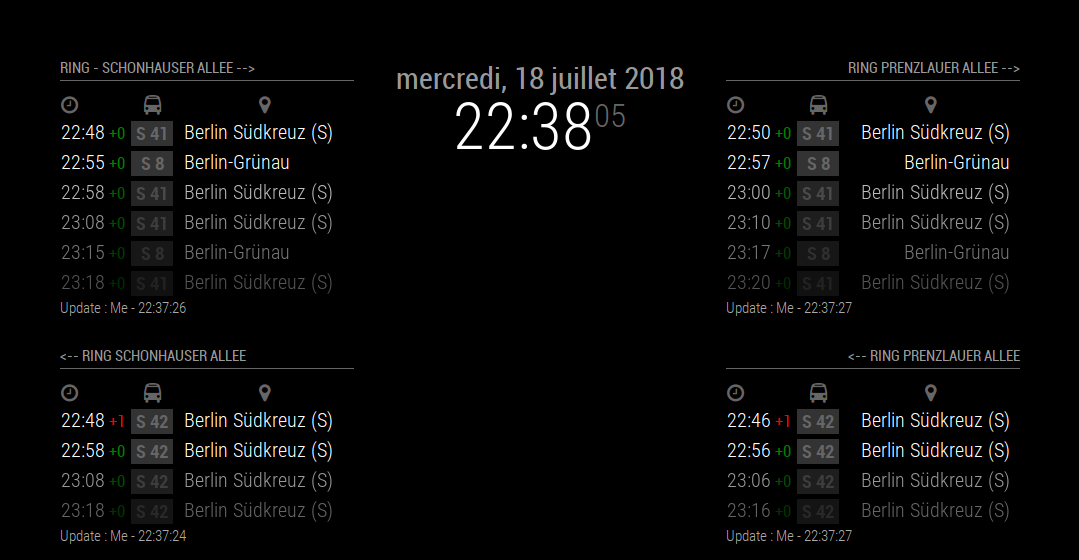 RING - SCHONHAUSER ALLEE -->
22:48 +0 S 41 Berlin Südkreuz (S)
22:55 +0 S 8 Berlin-Grünau
22:58 +0 S 41 Berlin Südkreuz (S)
23:08 +0 S 41 Berlin Südkreuz (S)
23:15 +0 S 8 Berlin-Grünau
23:18 +0 S 41 Berlin Südkreuz (S)
Update : Me - 22:37:26
mercredi, 18 juillet 2018
22:38 05
RING PRENZLAUER ALLEE -->
22:50 +0 S 41 Berlin Südkreuz (S)
22:57 +0 S 8 Berlin-Grünau
23:00 +0 S 41 Berlin Südkreuz (S)
23:10 +0 S 41 Berlin Südkreuz (S)
23:17 +0 S 8 Berlin-Grünau
23:20 +0 S 41 Berlin Südkreuz (S)
Update : Me - 22:37:27
<-- RING SCHONHAUSER ALLEE
22:48 +1 S 42 Berlin Südkreuz (S)
22:58 +0 S 42 Berlin Südkreuz (S)
23:08 +0 S 42 Berlin Südkreuz (S)
23:18 +0 S 42 Berlin Südkreuz (S)
Update : Me - 22:37:24
<-- RING PRENZLAUER ALLEE
22:46 +1 S 42 Berlin Südkreuz (S)
22:56 +0 S 42 Berlin Südkreuz (S)
23:06 +0 S 42 Berlin Südkreuz (S)
23:16 +0 S 42 Berlin Südkreuz (S)
Update : Me - 22:37:27